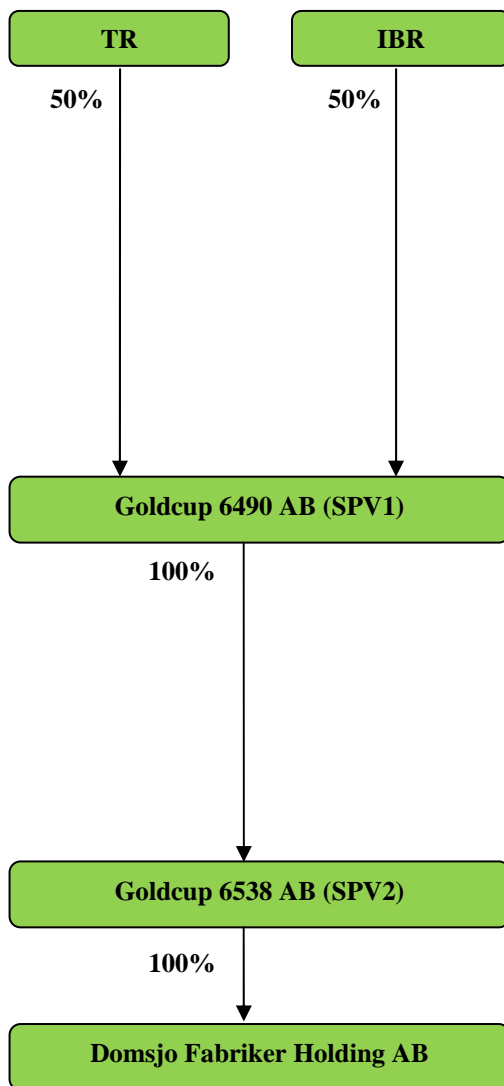 TR
IBR
50%
50%
Goldcup 6490 AB (SPV1)
100%
Goldcup 6538 AB (SPV2)
100%
Domsjo Fabriker Holding AB